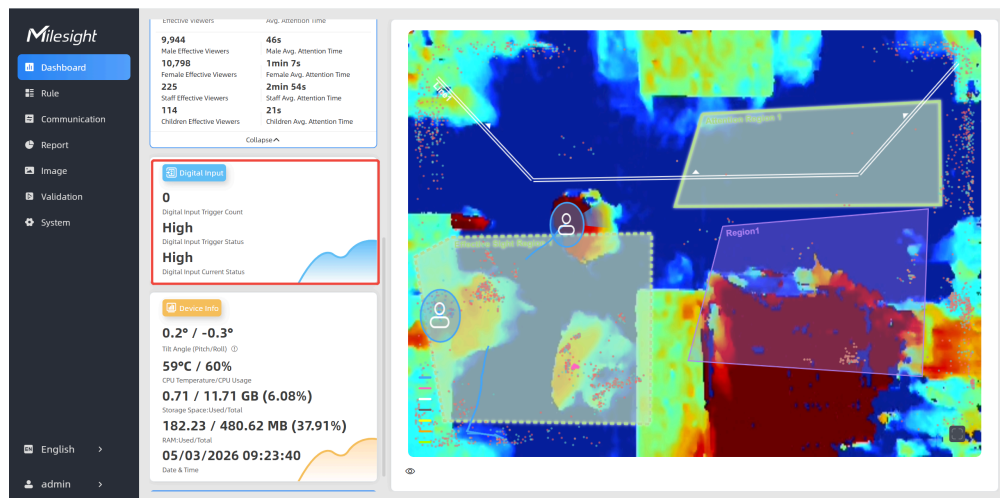 Milesight
Dashboard
Rule
Communication
Report
Image
Validation
System
EN English
admin
Effective Viewers Avg. Attention Time
9,944 46s
Male Effective Viewers Male Avg. Attention Time
10,798 1min 7s
Female Effective Viewers Female Avg. Attention Time
225 2min 54s
Staff Effective Viewers Staff Avg. Attention Time
114 21s
Children Effective Viewers Children Avg. Attention Time
Collapse
Digital Input
0
Digital Input Trigger Count
High
Digital Input Trigger Status
High
Digital Input Current Status
Device Info
0.2° / -0.3°
Tilt Angle (Pitch/Roll)
59°C / 60%
CPU Temperature/CPU Usage
0.71 / 11.71 GB (6.08%)
Storage Space:Used/Total
182.23 / 480.62 MB (37.91%)
RAM:Used/Total
05/03/2026 09:23:40
Date & Time
Attention Region 1
Effective Sight Region
Region1